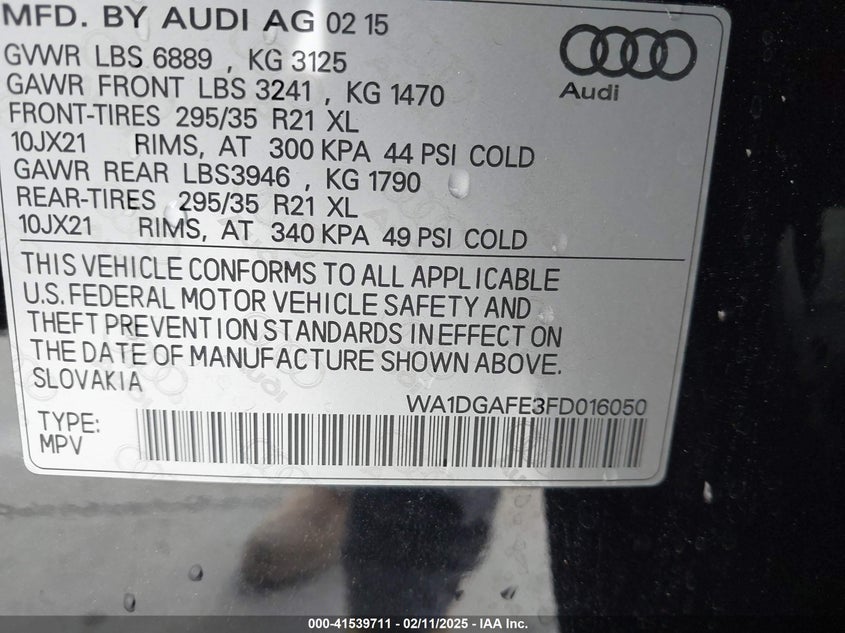 MFD. BY AUDI AG 02 15
GVWR LBS 6889 , KG 3125
GAWR FRONT LBS 3241 , KG 1470
FRONT-TIRES 295/35 R21 XL
10JX21 RIMS, AT 300 KPA 44 PSI COLD
GAWR REAR LBS3946 , KG 1790
REAR-TIRES 295/35 R21 XL
10JX21 RIMS, AT 340 KPA 49 PSI COLD
Audi
THIS VEHICLE CONFORMS TO ALL APPLICABLE
U.S. FEDERAL MOTOR VEHICLE SAFETY AND
THEFT PREVENTION STANDARDS IN EFFECT ON
THE DATE OF MANUFACTURE SHOWN ABOVE.
SLOVAKIA
WA1DGAFE3FD016050
TYPE:
MPV
000-41539711 - 02/11/2025 - IAA Inc.